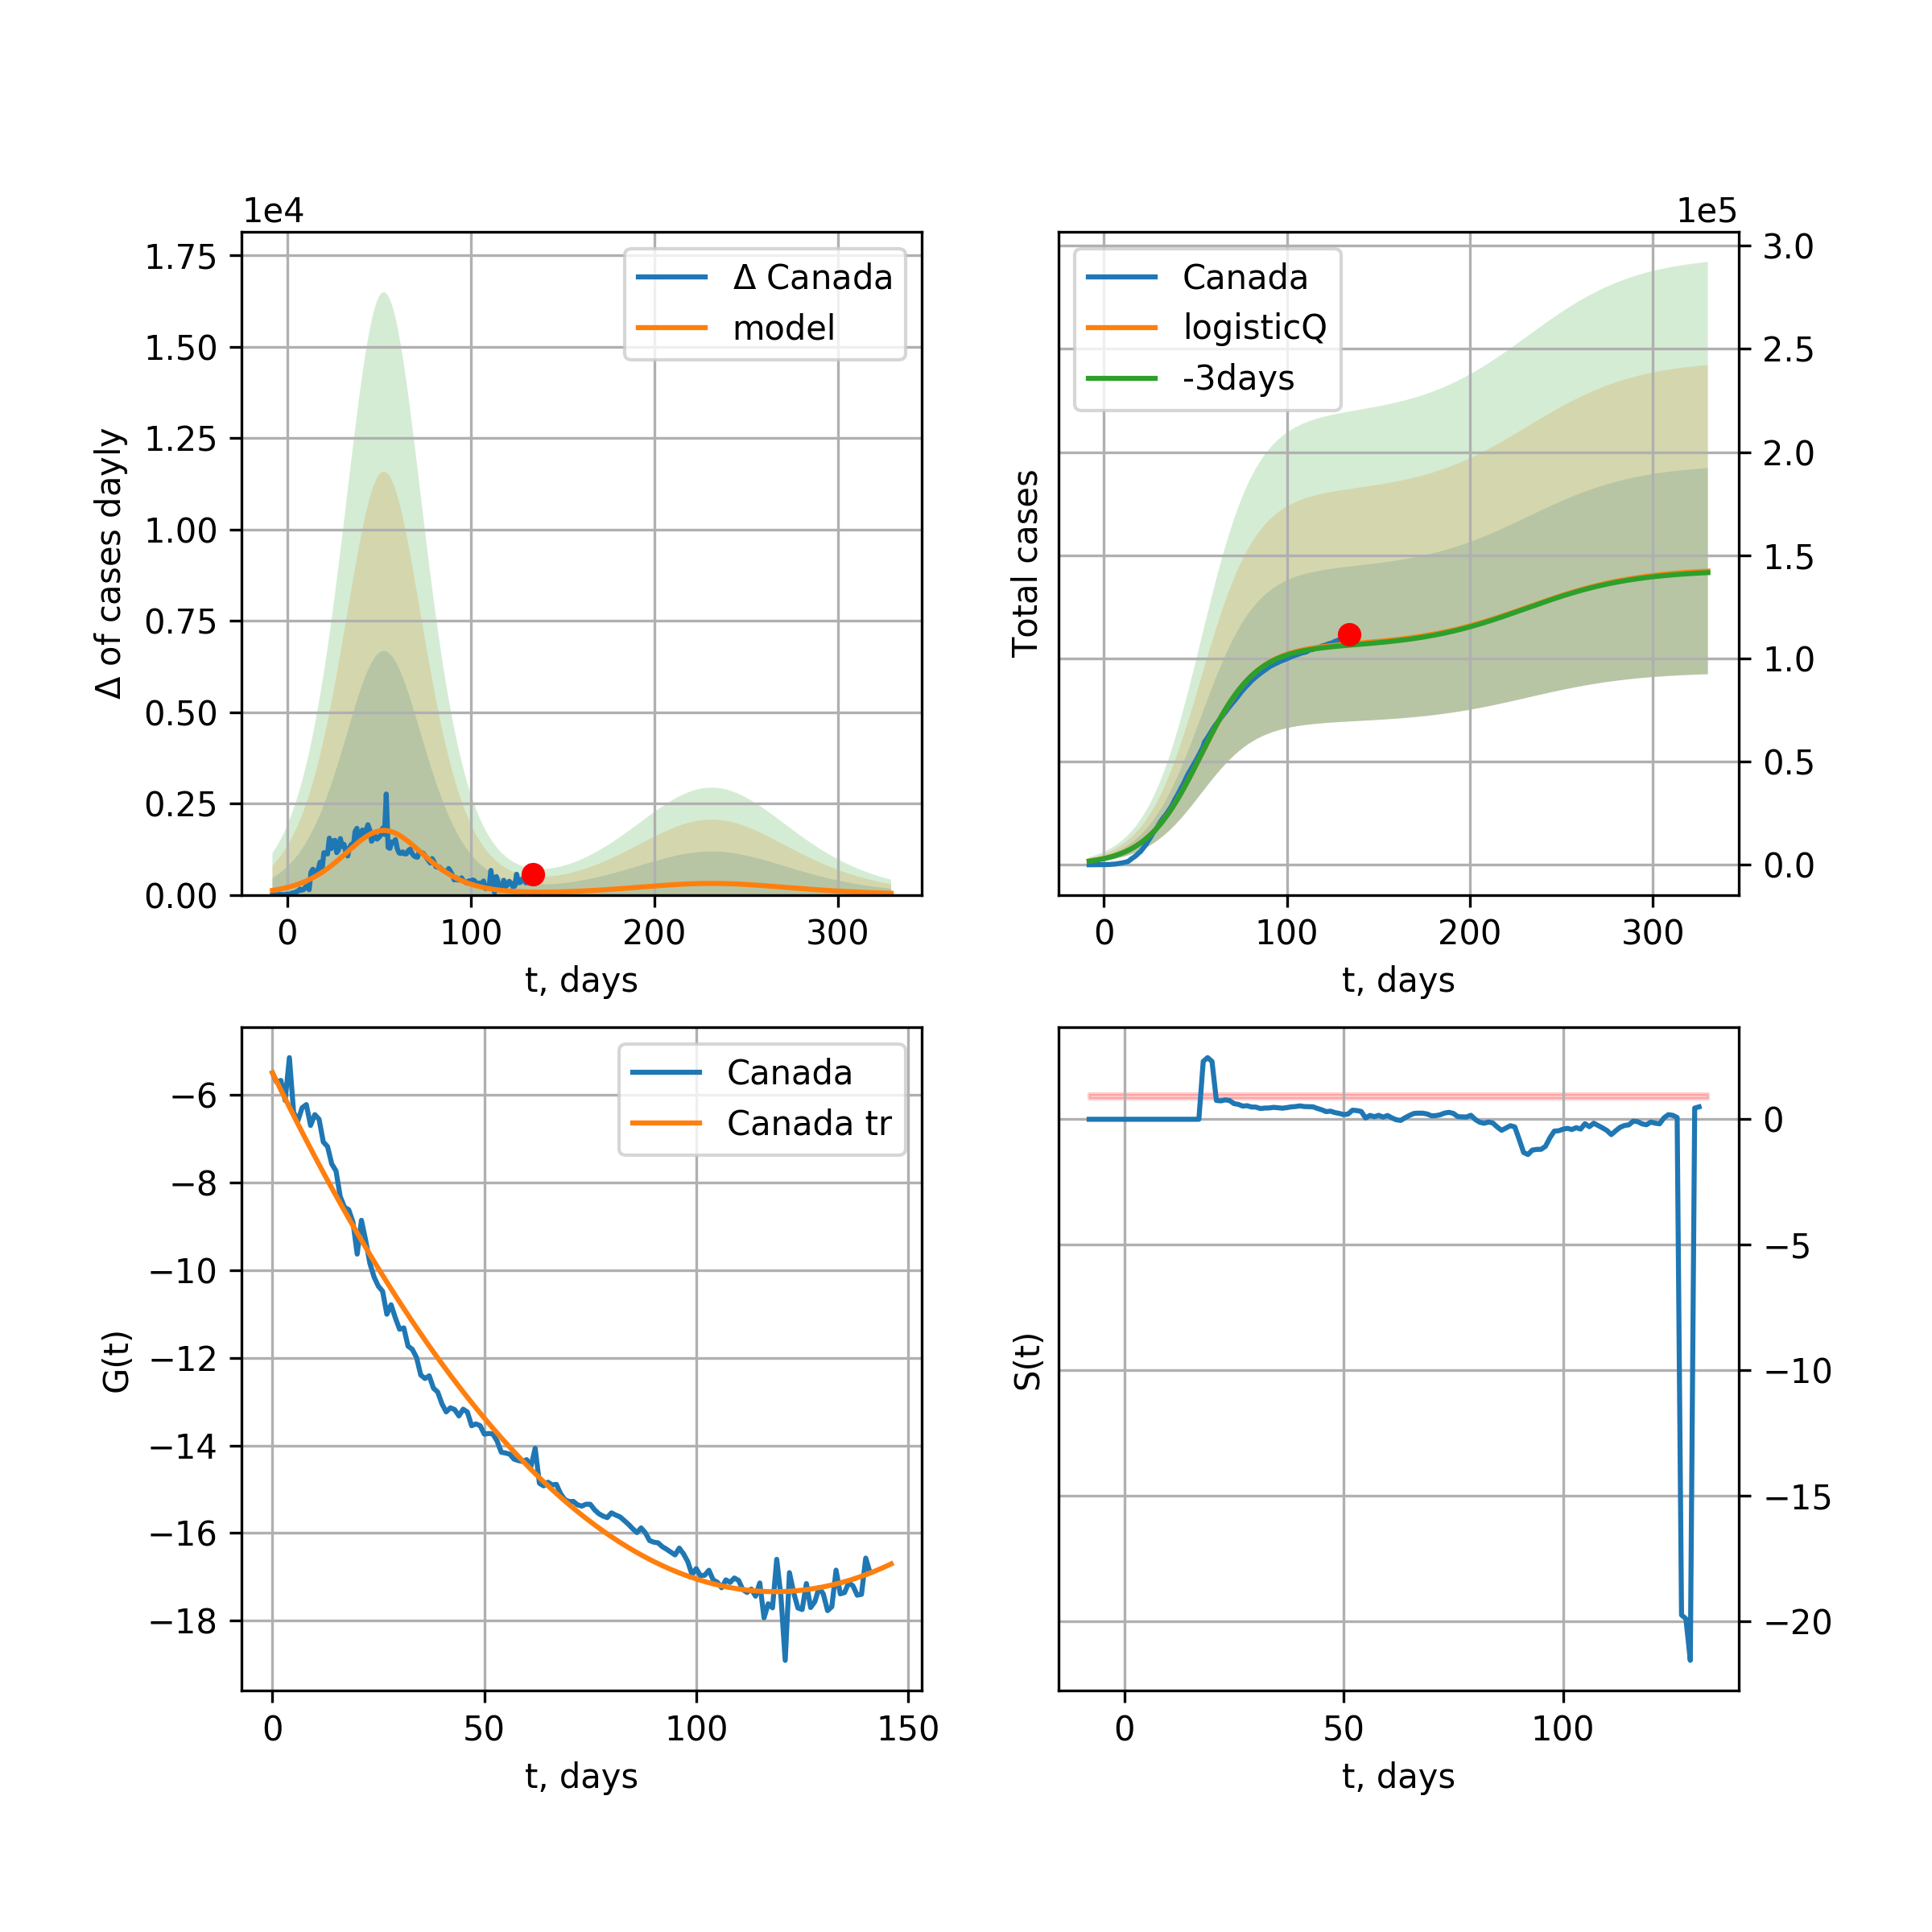 1e4
1.75
1.50
1.25
1.00
0.75
0.50
0.25
0.00
Δ of cases dayly
0 100 200 300
t, days
Δ Canada
model
1e5
3.0
2.5
2.0
1.5
1.0
0.5
0.0
Total cases
0 100 200 300
t, days
Canada
logisticQ
-3days
−6
−8
−10
−12
−14
−16
−18
G(t)
0 50 100 150
t, days
Canada
Canada tr
0
−5
−10
−15
−20
S(t)
0 50 100
t, days